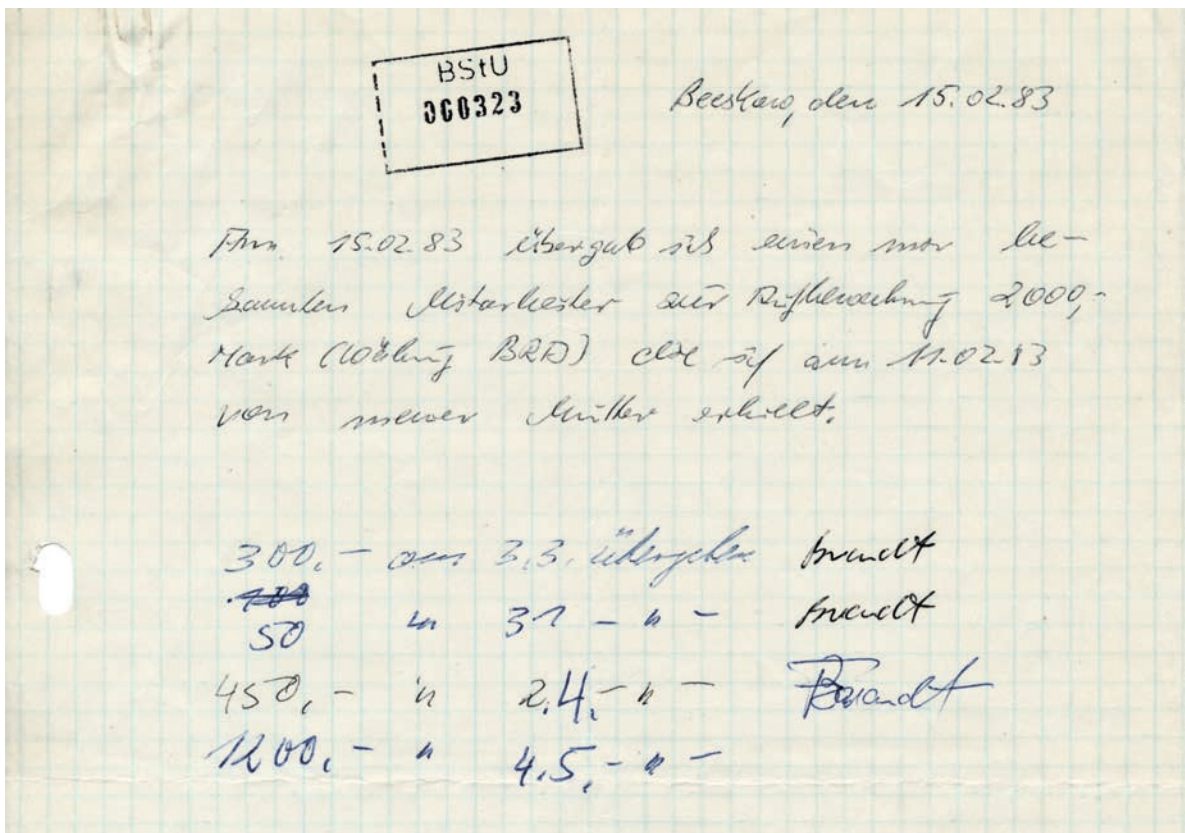 BStU
000323
Beeskow, den 15.02.83
Am 15.02.83 übergab ich einen mir be-
kannten Mitarbeiter zur Aufbewahrung 2000,-
Mark (Währung BRD) die ich am 11.02.83
von meiner Mutter erhielt.
300,- am 3.3. übergeben Brandt
100
50 " 31 - " - Brandt
450,- " 2.4. - " - Brandt
1200,- " 4.5. - " -